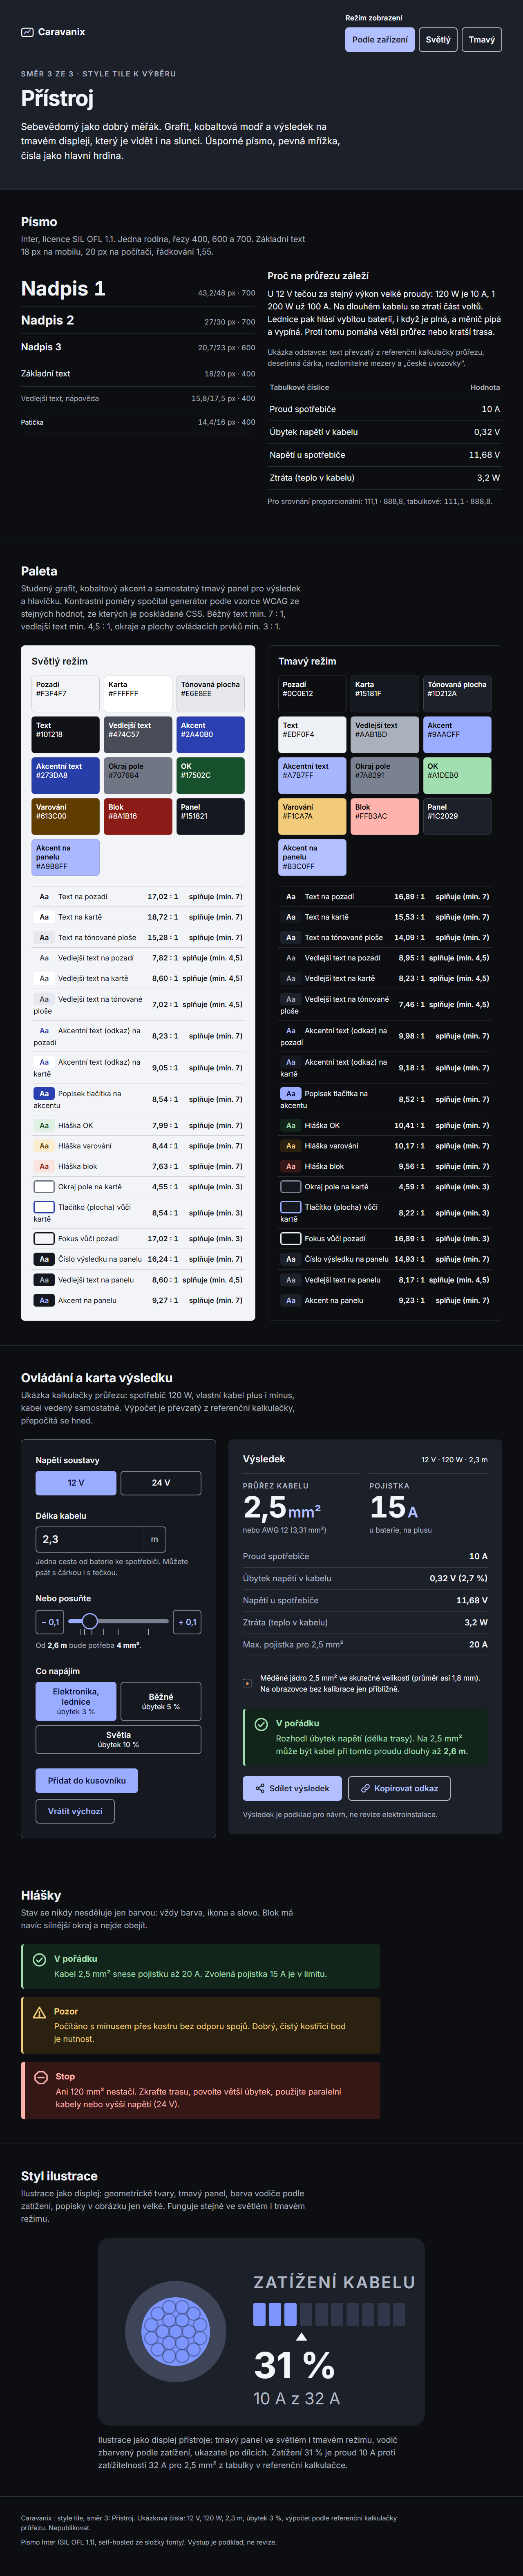 Caravanix
Režim zobrazení
Podle zařízení
Světlý
Tmavý
SMĚR 3 ZE 3 · STYLE TILE K VÝBĚRU
Přístroj
Sebevědomý jako dobrý měřák. Grafit, kobaltová modř a výsledek na
tmavém displeji, který je vidět i na slunci. Úsporné písmo, pevná mřížka,
čísla jako hlavní hrdina.
Písmo
Inter, licence SIL OFL 1.1. Jedna rodina, řezy 400, 600 a 700. Základní text
18 px na mobilu, 20 px na počítači, řádkování 1,55.
Nadpis 1
43,2/48 px · 700
Nadpis 2
27/30 px · 700
Nadpis 3
20,7/23 px · 600
Základní text
18/20 px · 400
Vedlejší text, nápověda
15,8/17,5 px · 400
Patička
14,4/16 px · 400
Proč na průřezu záleží
U 12 V tečou za stejný výkon velké proudy: 120 W je 10 A, 1
200 W už 100 A. Na dlouhém kabelu se ztratí část voltů.
Lednice pak hlásí vybitou baterii, i když je plná, a měnič pípá
a vypíná. Proti tomu pomáhá větší průřez nebo kratší trasa.
Ukázka odstavce: text převzatý z referenční kalkulačky průřezu,
desetinná čárka, nezlomitelné mezery a „české uvozovky“.
Tabulkové číslice
Hodnota
Proud spotřebiče
10 A
Úbytek napětí v kabelu
0,32 V
Napětí u spotřebiče
11,68 V
Ztráta (teplo v kabelu)
3,2 W
Pro srovnání proporcionální: 111,1 · 888,8, tabulkové: 111,1 · 888,8.
Paleta
Studený grafit, kobaltový akcent a samostatný tmavý panel pro výsledek
a hlavičku. Kontrastní poměry spočítal generátor podle vzorce WCAG ze
stejných hodnot, ze kterých je poskládané CSS. Běžný text min. 7 : 1,
vedlejší text min. 4,5 : 1, okraje a plochy ovládacích prvků min. 3 : 1.
Světlý režim
Pozadí
#F3F4F7
Karta
#FFFFFF
Tónovaná plocha
#E6E8EE
Text
#101218
Vedlejší text
#474C57
Akcent
#2A40B0
Akcentní text
#273DA8
Okraj pole
#707684
OK
#17502C
Varování
#613C00
Blok
#8A1B16
Panel
#151821
Akcent na
panelu
#A9B8FF
Aa Text na pozadí 17,02 : 1 splňuje (min. 7)
Aa Text na kartě 18,72 : 1 splňuje (min. 7)
Aa Text na tónované ploše 15,28 : 1 splňuje (min. 7)
Aa Vedlejší text na pozadí 7,82 : 1 splňuje (min. 4,5)
Aa Vedlejší text na kartě 8,60 : 1 splňuje (min. 4,5)
Aa Vedlejší text na tónované
ploše 7,02 : 1 splňuje (min. 4,5)
Aa Akcentní text (odkaz) na
pozadí 8,23 : 1 splňuje (min. 7)
Aa Akcentní text (odkaz) na
kartě 9,05 : 1 splňuje (min. 7)
Aa Popisek tlačítka na
akcentu 8,54 : 1 splňuje (min. 7)
Aa Hláška OK 7,99 : 1 splňuje (min. 7)
Aa Hláška varování 8,44 : 1 splňuje (min. 7)
Aa Hláška blok 7,63 : 1 splňuje (min. 7)
Okraj pole na kartě 4,55 : 1 splňuje (min. 3)
Tlačítko (plocha) vůči
kartě 8,54 : 1 splňuje (min. 3)
Fokus vůči pozadí 17,02 : 1 splňuje (min. 3)
Aa Číslo výsledku na panelu 16,24 : 1 splňuje (min. 7)
Aa Vedlejší text na panelu 8,60 : 1 splňuje (min. 4,5)
Aa Akcent na panelu 9,27 : 1 splňuje (min. 7)
Tmavý režim
Pozadí
#0C0E12
Karta
#15181F
Tónovaná plocha
#1D212A
Text
#EDF0F4
Vedlejší text
#AAB1BD
Akcent
#9AACFF
Akcentní text
#A7B7FF
Okraj pole
#7A8291
OK
#A1DEB0
Varování
#F1CA7A
Blok
#FFB3AC
Panel
#1C2029
Akcent na
panelu
#B3C0FF
Aa Text na pozadí 16,89 : 1 splňuje (min. 7)
Aa Text na kartě 15,53 : 1 splňuje (min. 7)
Aa Text na tónované ploše 14,09 : 1 splňuje (min. 7)
Aa Vedlejší text na pozadí 8,95 : 1 splňuje (min. 4,5)
Aa Vedlejší text na kartě 8,23 : 1 splňuje (min. 4,5)
Aa Vedlejší text na tónované
ploše 7,46 : 1 splňuje (min. 4,5)
Aa Akcentní text (odkaz) na
pozadí 9,98 : 1 splňuje (min. 7)
Aa Akcentní text (odkaz) na
kartě 9,18 : 1 splňuje (min. 7)
Aa Popisek tlačítka na
akcentu 8,52 : 1 splňuje (min. 7)
Aa Hláška OK 10,41 : 1 splňuje (min. 7)
Aa Hláška varování 10,17 : 1 splňuje (min. 7)
Aa Hláška blok 9,56 : 1 splňuje (min. 7)
Okraj pole na kartě 4,59 : 1 splňuje (min. 3)
Tlačítko (plocha) vůči
kartě 8,22 : 1 splňuje (min. 3)
Fokus vůči pozadí 16,89 : 1 splňuje (min. 3)
Aa Číslo výsledku na panelu 14,93 : 1 splňuje (min. 7)
Aa Vedlejší text na panelu 8,17 : 1 splňuje (min. 4,5)
Aa Akcent na panelu 9,23 : 1 splňuje (min. 7)
Ovládání a karta výsledku
Ukázka kalkulačky průřezu: spotřebič 120 W, vlastní kabel plus i mínus,
kabel vedený samostatně. Výpočet je převzatý z referenční kalkulačky,
přepočítá se hned.
Napětí soustavy
12 V
24 V
Délka kabelu
2,3
m
Jedna cesta od baterie ke spotřebiči. Můžete
psát s čárkou i s tečkou.
Nebo posuňte
− 0,1
+ 0,1
Od 2,6 m bude potřeba 4 mm².
Co napájím
Elektronika,
lednice
úbytek 3 %
Běžné
úbytek 5 %
Světla
úbytek 10 %
Přidat do kusovníku
Vrátit výchozí
Výsledek
12 V · 120 W · 2,3 m
PRŮŘEZ KABELU
2,5 mm²
nebo AWG 12 (3,31 mm²)
POJISTKA
15 A
u baterie, na plusu
Proud spotřebiče
10 A
Úbytek napětí v kabelu
0,32 V (2,7 %)
Napětí u spotřebiče
11,68 V
Ztráta (teplo v kabelu)
3,2 W
Max. pojistka pro 2,5 mm²
20 A
Měděné jádro 2,5 mm² ve skutečné velikosti (průměr asi 1,8 mm).
Na obrazovce bez kalibrace jen přibližně.
V pořádku
Rozhodl úbytek napětí (délka trasy). Na 2,5 mm²
může být kabel při tomto proudu dlouhý až 2,6 m.
Sdílet výsledek
Kopírovat odkaz
Výsledek je podklad pro návrh, ne revize elektroinstalace.
Hlášky
Stav se nikdy nesděluje jen barvou: vždy barva, ikona a slovo. Blok má
navíc silnější okraj a nejde obejít.
V pořádku
Kabel 2,5 mm² snese pojistku až 20 A. Zvolená pojistka 15 A je v limitu.
Pozor
Počítáno s mínusem přes kostru bez odporu spojů. Dobrý, čistý kostřicí bod
je nutnost.
Stop
Ani 120 mm² nestačí. Zkraťte trasu, povolte větší úbytek, použijte paralelní
kabely nebo vyšší napětí (24 V).
Styl ilustrace
Ilustrace jako displej: geometrické tvary, tmavý panel, barva vodiče podle
zatížení, popisky v obrázku jen velké. Funguje stejně ve světlém i tmavém
režimu.
ZATÍŽENÍ KABELU
31 %
10 A z 32 A
Ilustrace jako displej přístroje: tmavý panel ve světlém i tmavém režimu, vodič
zbarvený podle zatížení, ukazatel po dílcích. Zatížení 31 % je proud 10 A proti
zatížitelnosti 32 A pro 2,5 mm² z tabulky v referenční kalkulačce.
Caravanix · style tile, směr 3: Přístroj. Ukázková čísla: 12 V, 120 W, 2,3 m, úbytek 3 %, výpočet podle referenční kalkulačky
průřezu. Nepublikovat.
Písmo Inter (SIL OFL 1.1), self-hosted ze složky fonty/. Výstup je podklad, ne revize.